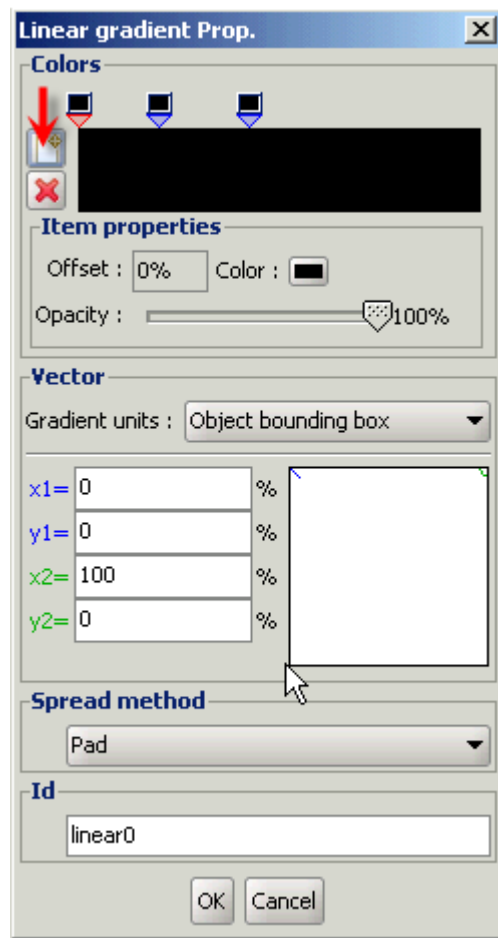 Linear gradient Prop.
Colors
Item properties
Offset : 0% Color :
Opacity : 100%
Vector
Gradient units : Object bounding box
x1= 0 %
y1= 0 %
x2= 100 %
y2= 0 %
Spread method
Pad
Id
linear0
OK Cancel